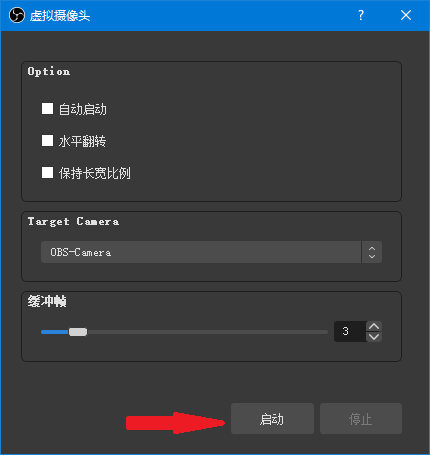 虚拟摄像头
Option
自动启动
水平翻转
保持长宽比例
Target Camera
OBS-Camera
缓冲帧
3
启动
停止